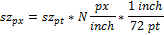 sz_px = sz_pt * N px/inch * 1 inch/72 pt